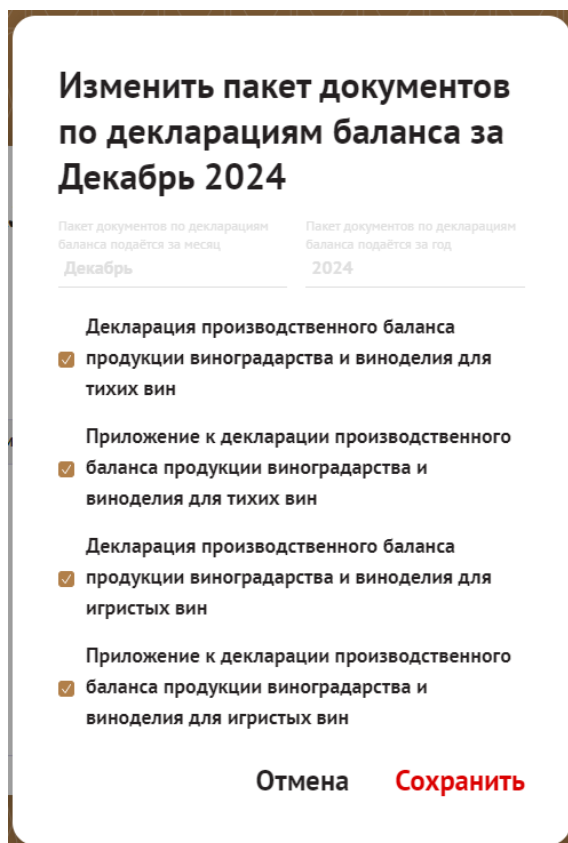 Изменить пакет документов
по декларациям баланса за
Декабрь 2024
Пакет документов по декларациям
баланса подаётся за месяц
Декабрь
Пакет документов по декларациям
баланса подаётся за год
2024
Декларация производственного баланса
продукции виноградарства и виноделия для
тихих вин
Приложение к декларации производственного
баланса продукции виноградарства и
виноделия для тихих вин
Декларация производственного баланса
продукции виноградарства и виноделия для
игристых вин
Приложение к декларации производственного
баланса продукции виноградарства и
виноделия для игристых вин
Отмена Сохранить